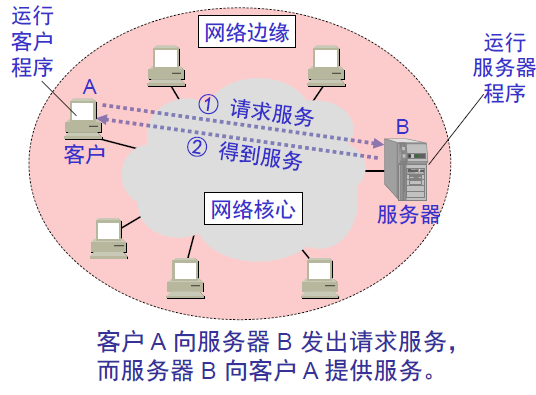 运行
客户
程序
网络边缘
运行
服务器
程序
A
① 请求服务
B
② 得到服务
客户
网络核心
服务器
客户 A 向服务器 B 发出请求服务，
而服务器 B 向客户 A 提供服务。